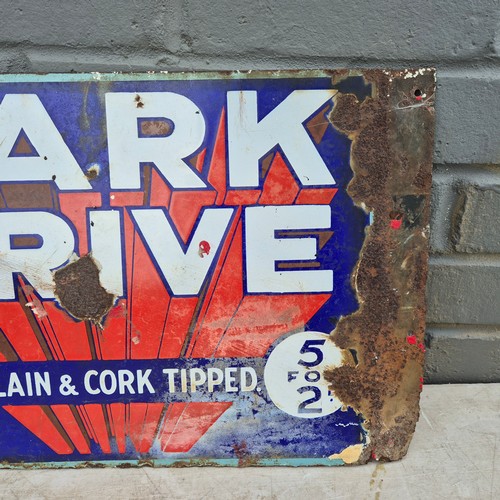 ARK
RIVE
LAIN & CORK TIPPED.
5
FOR
2